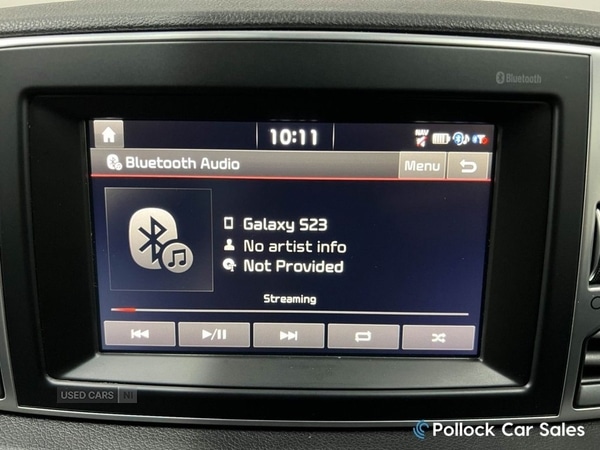 Bluetooth
10:11
NAV
Bluetooth Audio
Menu
Galaxy S23
No artist info
Not Provided
Streaming
USED CARS NI
Pollock Car Sales